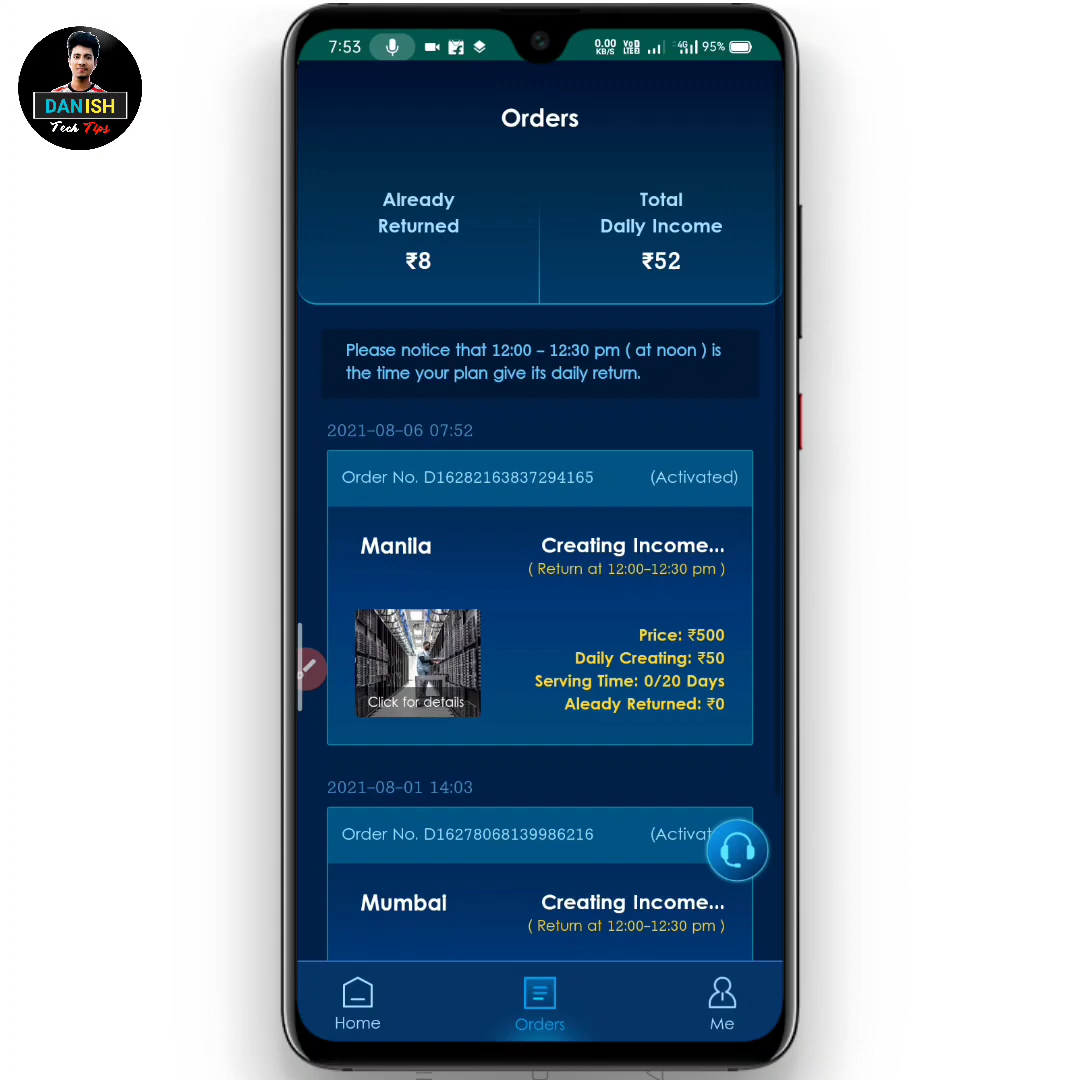 DANISH
Tech Tips
7:53
0.00 KB/S VoD LTE 4G 95%
Orders
Already
Returned
₹8
Total
Daily Income
₹52
Please notice that 12:00 - 12:30 pm ( at noon ) is
the time your plan give its daily return.
2021-08-06 07:52
Order No. D16282163837294165 (Activated)
Manila Creating Income...
( Return at 12:00-12:30 pm )
Price: ₹500
Daily Creating: ₹50
Serving Time: 0/20 Days
Aleady Returned: ₹0
Click for details
2021-08-01 14:03
Order No. D16278068139986216 (Activat
Mumbai Creating Income...
( Return at 12:00-12:30 pm )
Home Orders Me